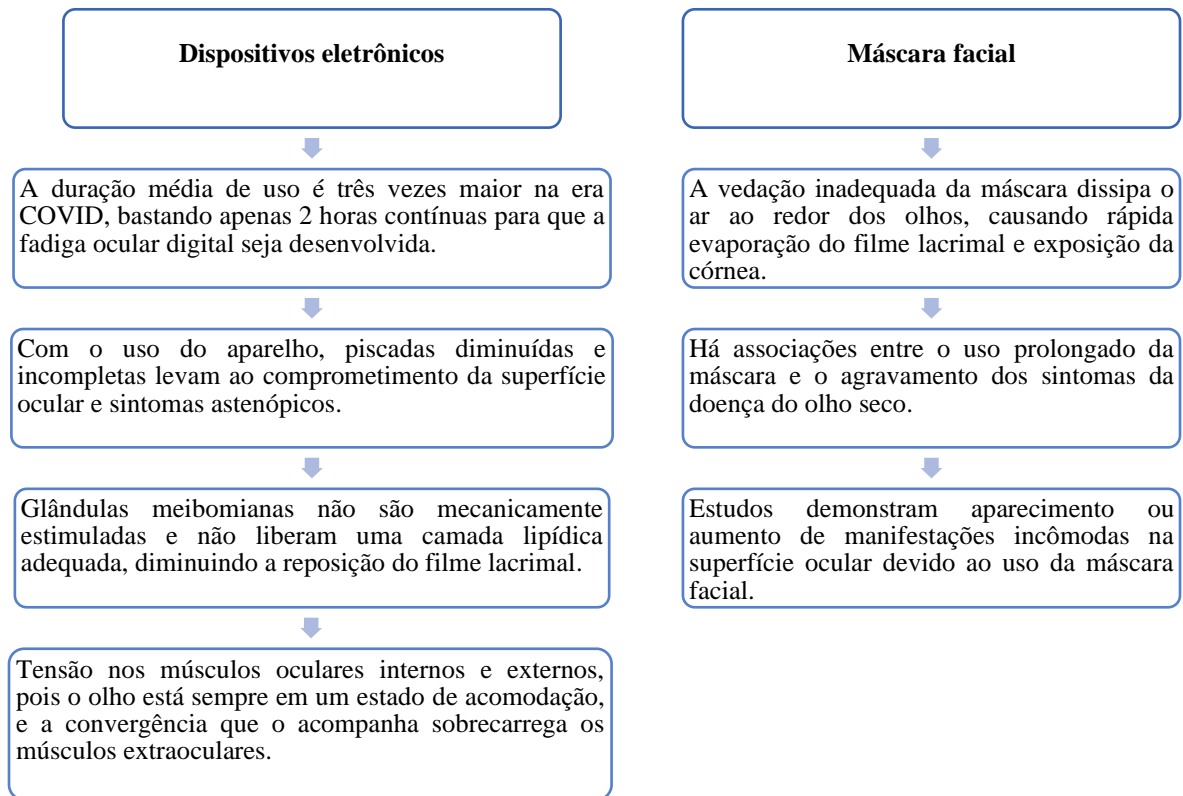 Dispositivos eletrônicos
A duração média de uso é três vezes maior na era
COVID, bastando apenas 2 horas contínuas para que a
fadiga ocular digital seja desenvolvida.
Com o uso do aparelho, piscadas diminuídas e
incompletas levam ao comprometimento da superfície
ocular e sintomas astenópicos.
Glândulas meibomianas não são mecanicamente
estimuladas e não liberam uma camada lipídica
adequada, diminuindo a reposição do filme lacrimal.
Tensão nos músculos oculares internos e externos,
pois o olho está sempre em um estado de acomodação,
e a convergência que o acompanha sobrecarrega os
músculos extraoculares.
Máscara facial
A vedação inadequada da máscara dissipa o
ar ao redor dos olhos, causando rápida
evaporação do filme lacrimal e exposição da
córnea.
Há associações entre o uso prolongado da
máscara e o agravamento dos sintomas da
doença do olho seco.
Estudos demonstram aparecimento ou
aumento de manifestações incômodas na
superfície ocular devido ao uso da máscara
facial.